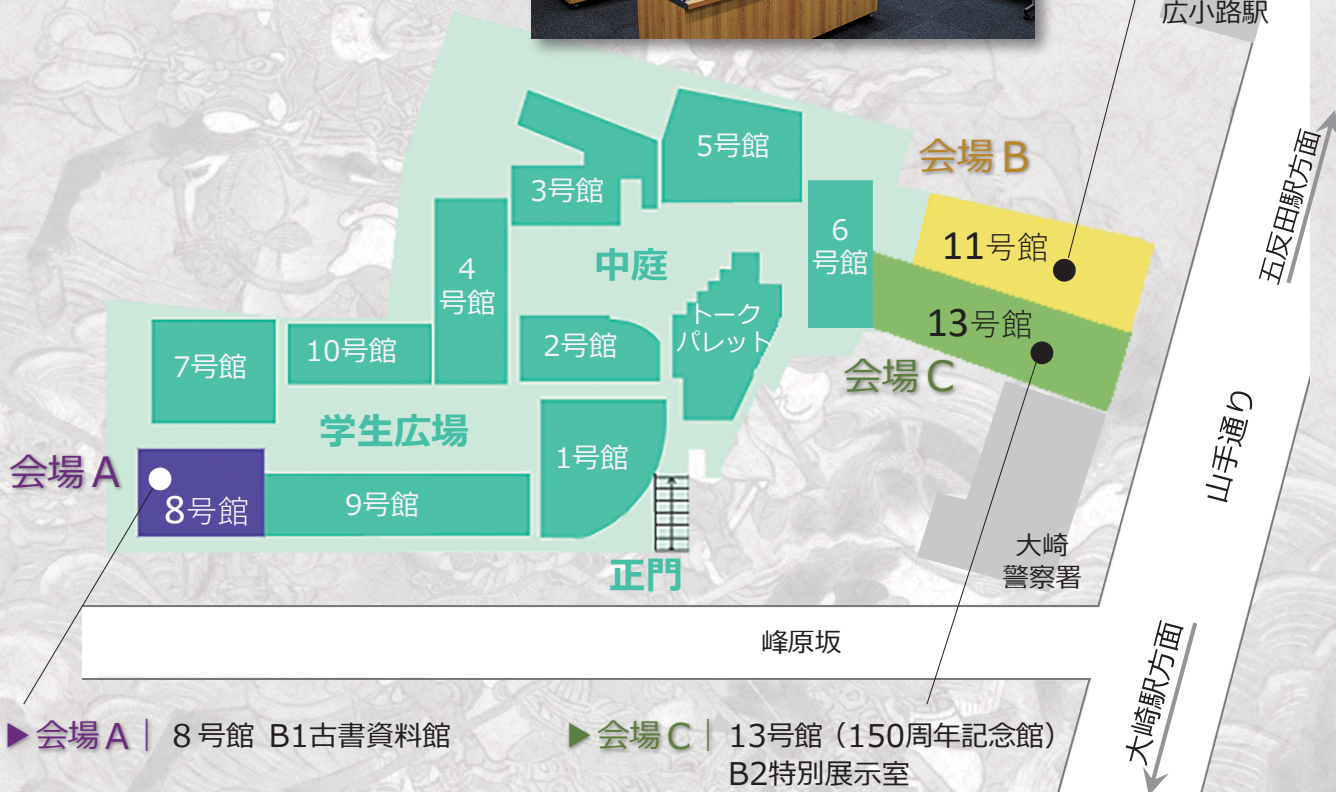 広小路駅
五反田駅方面
会場B
5号館
3号館
6
号館
11号館
中庭
4
号館
トーク
パレット
13号館
2号館
10号館
7号館
会場C
山手通り
学生広場
1号館
会場A
8号館
9号館
大崎
警察署
正門
峰原坂
大崎駅方面
▶会場A｜８号館 B1古書資料館
▶会場C｜13号館（150周年記念館）
B2特別展示室